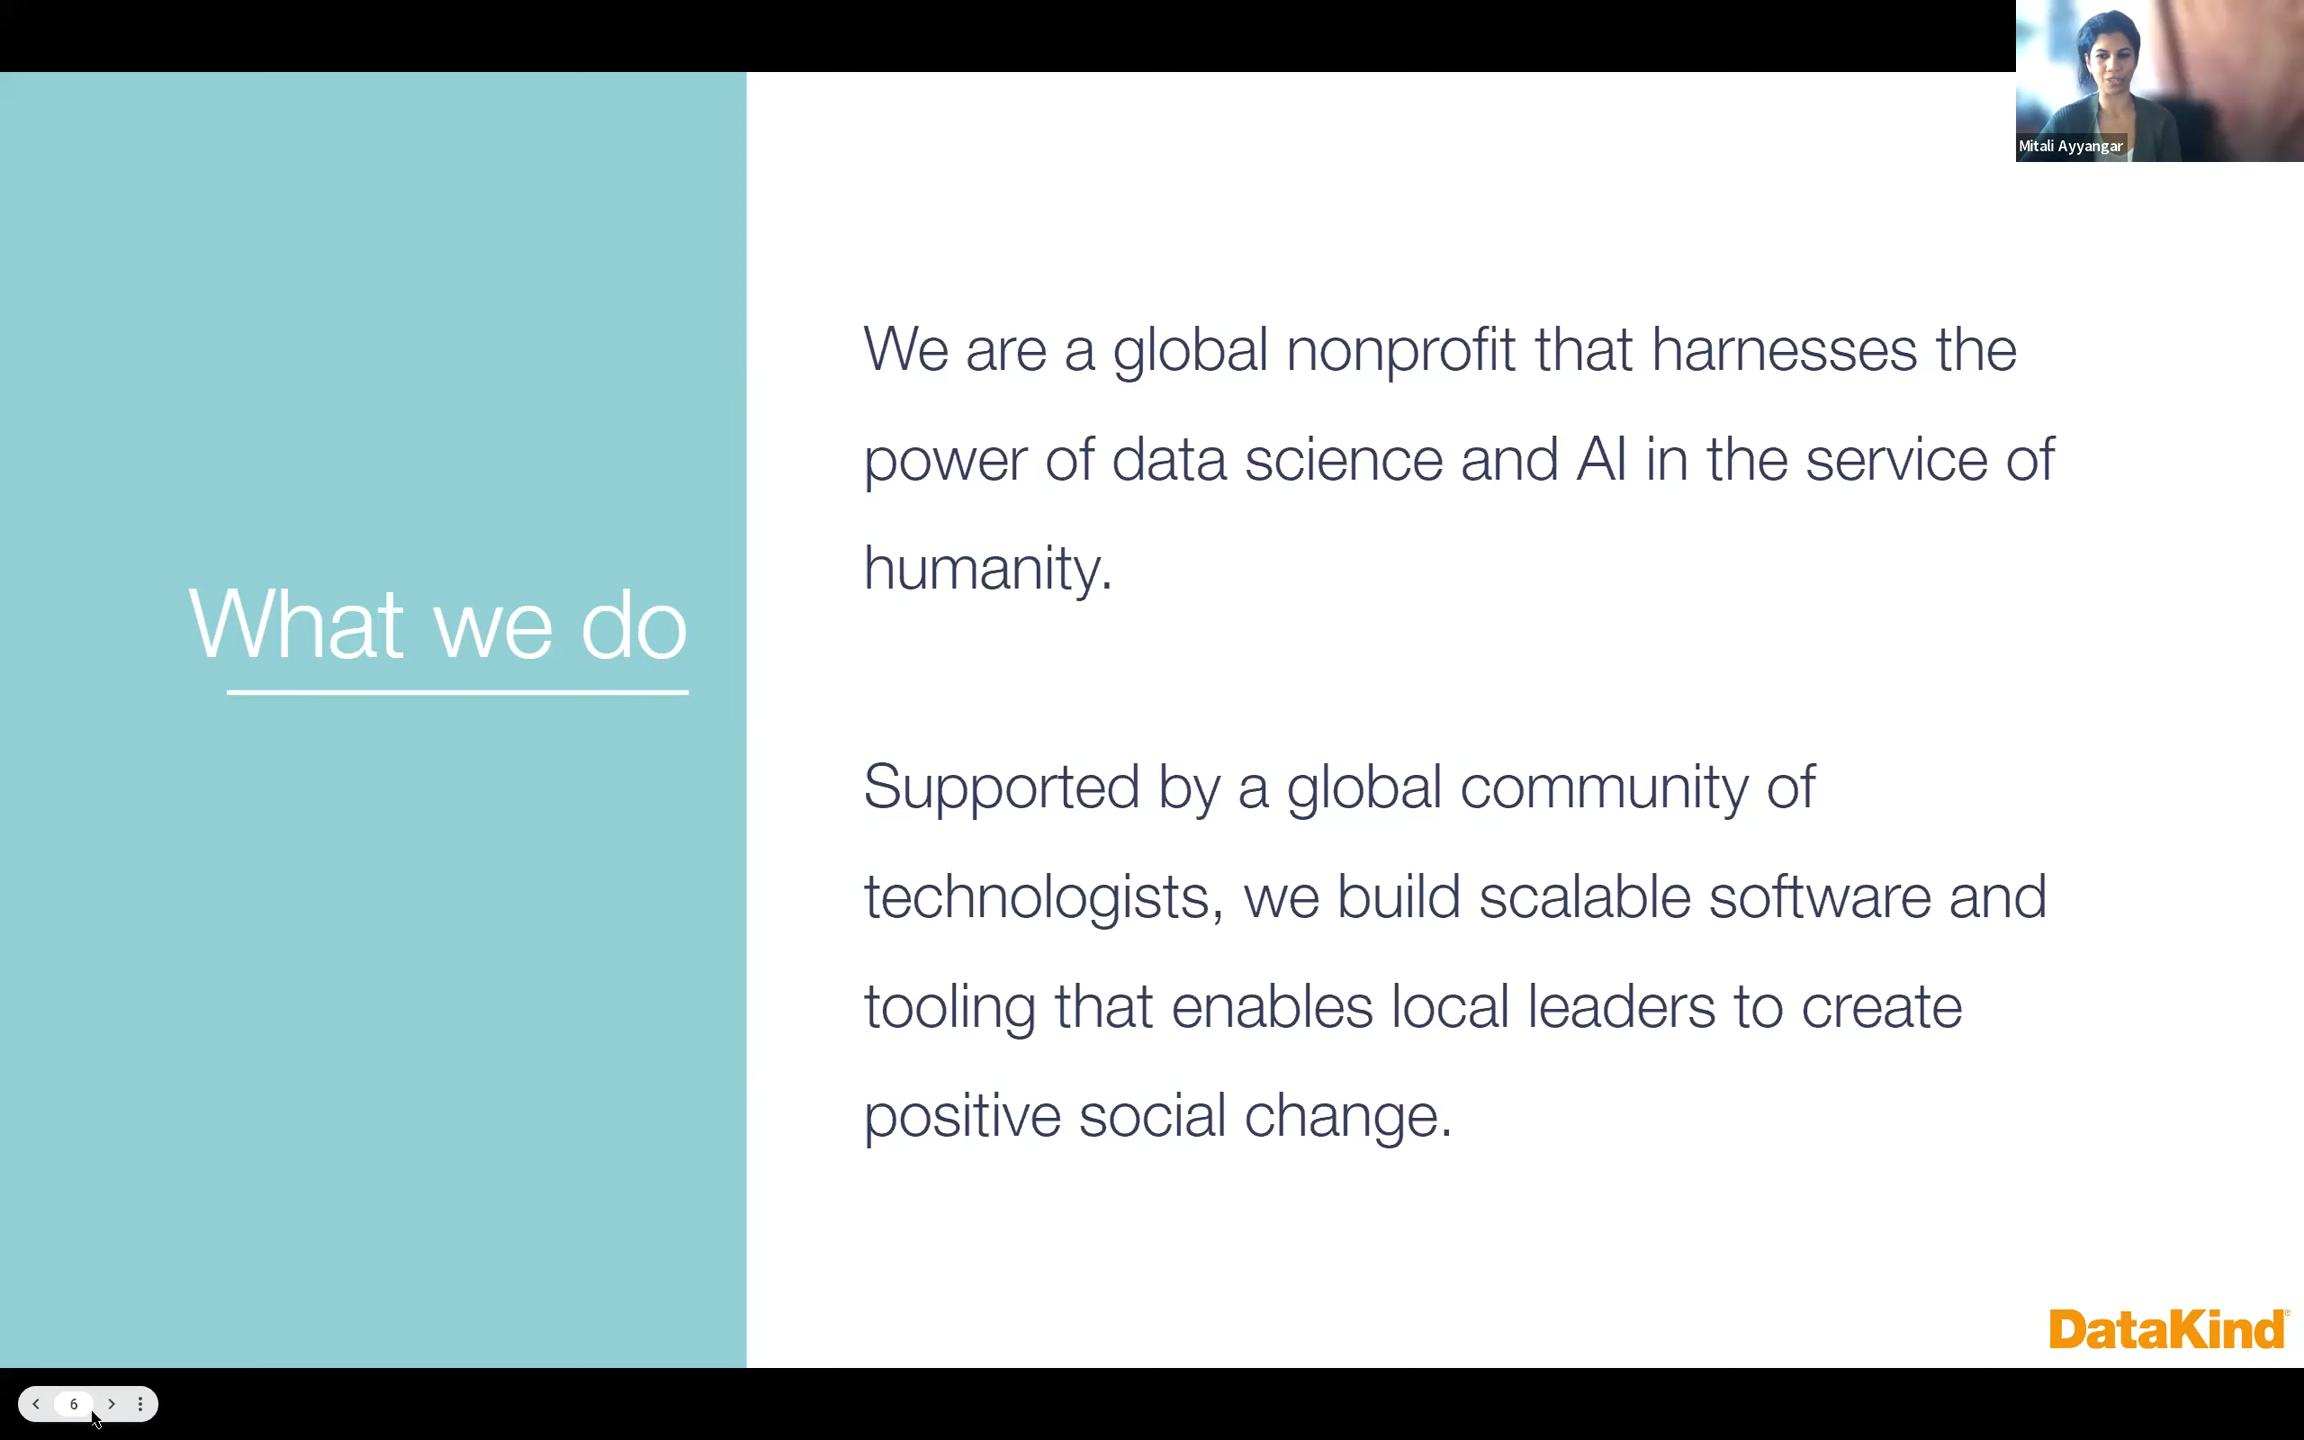 Mitali Ayyangar
What we do
We are a global nonprofit that harnesses the
power of data science and AI in the service of
humanity.
Supported by a global community of
technologists, we build scalable software and
tooling that enables local leaders to create
positive social change.
DataKind®
6